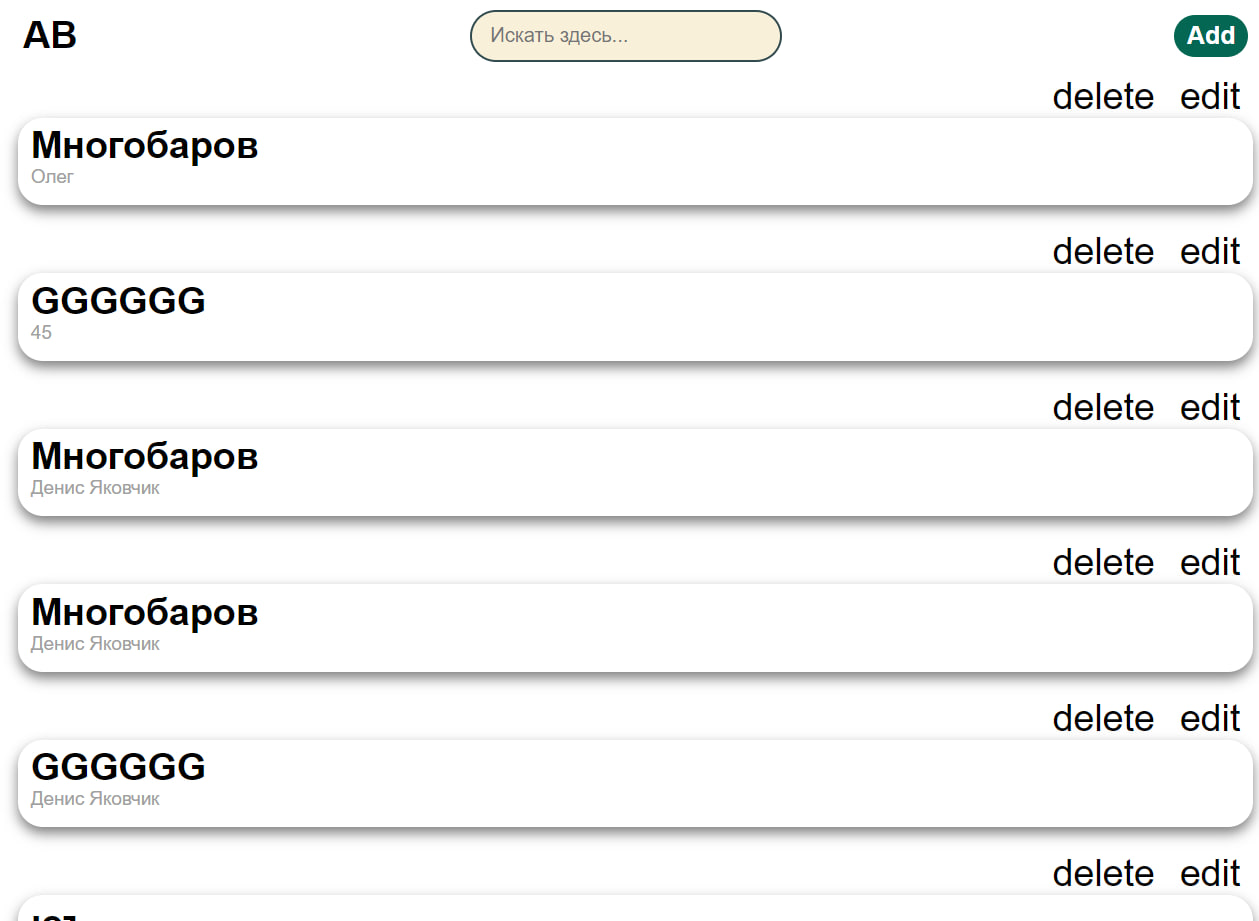 AB
Искать здесь...
Add
delete edit
Многобаров
Олег
delete edit
GGGGGG
45
delete edit
Многобаров
Денис Яковчик
delete edit
Многобаров
Денис Яковчик
delete edit
GGGGGG
Денис Яковчик
delete edit